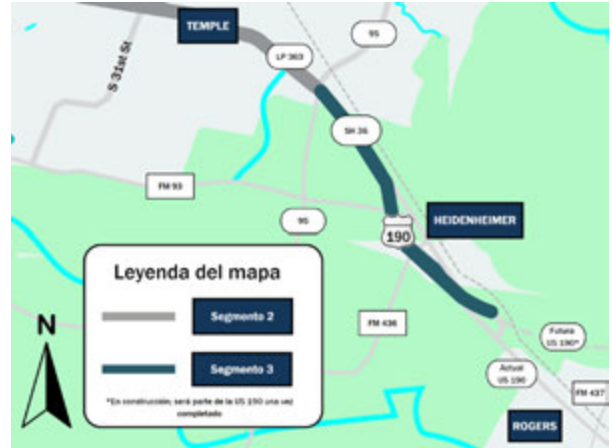 TEMPLE
95
LP 363
S 31st St
SH 36
FM 93
95
HEIDENHEIMER
190
Leyenda del mapa
Segmento 2
Segmento 3
*En construcción; será parte de la US 190 una vez
completado
N
FM 436
Futura
US 190*
Actual
US 190
FM 437
ROGERS